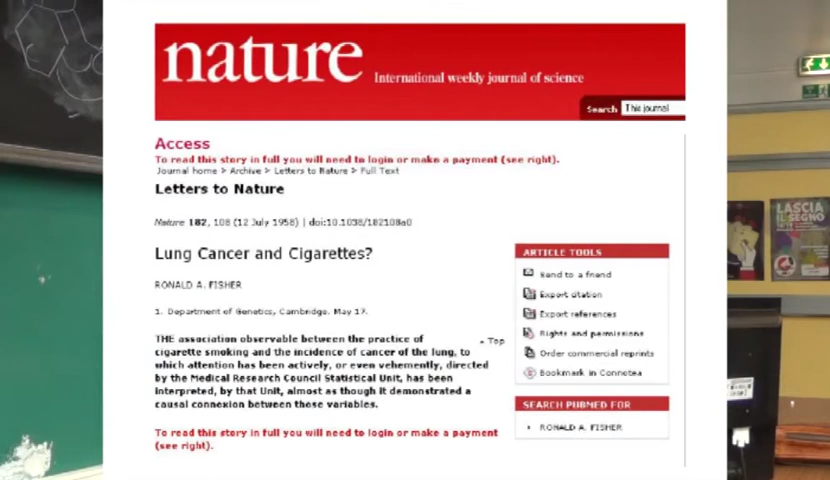 nature International weekly journal of science
Search This journal
Access
To read this story in full you will need to login or make a payment (see right).
Journal home > Archive > Letters to Nature > Full Text
Letters to Nature
Nature 182, 108 (12 July 1958) | doi:10.1038/182108a0
Lung Cancer and Cigarettes?
RONALD A. FISHER
1. Department of Genetics, Cambridge. May 17.
THE association observable between the practice of
cigarette smoking and the incidence of cancer of the lung, to
which attention has been actively, or even vehemently, directed
by the Medical Research Council Statistical Unit, has been
interpreted, by that Unit, almost as though it demonstrated a
causal connexion between those variables.
Top
To read this story in full you will need to login or make a payment
(see right).
ARTICLE TOOLS
Send to a friend
Export citation
Export references
Rights and permissions
Order commercial reprints
Bookmark in Connotea
SEARCH PUBMED FOR
RONALD A. FISHER
LASCIA
IL SEGNO